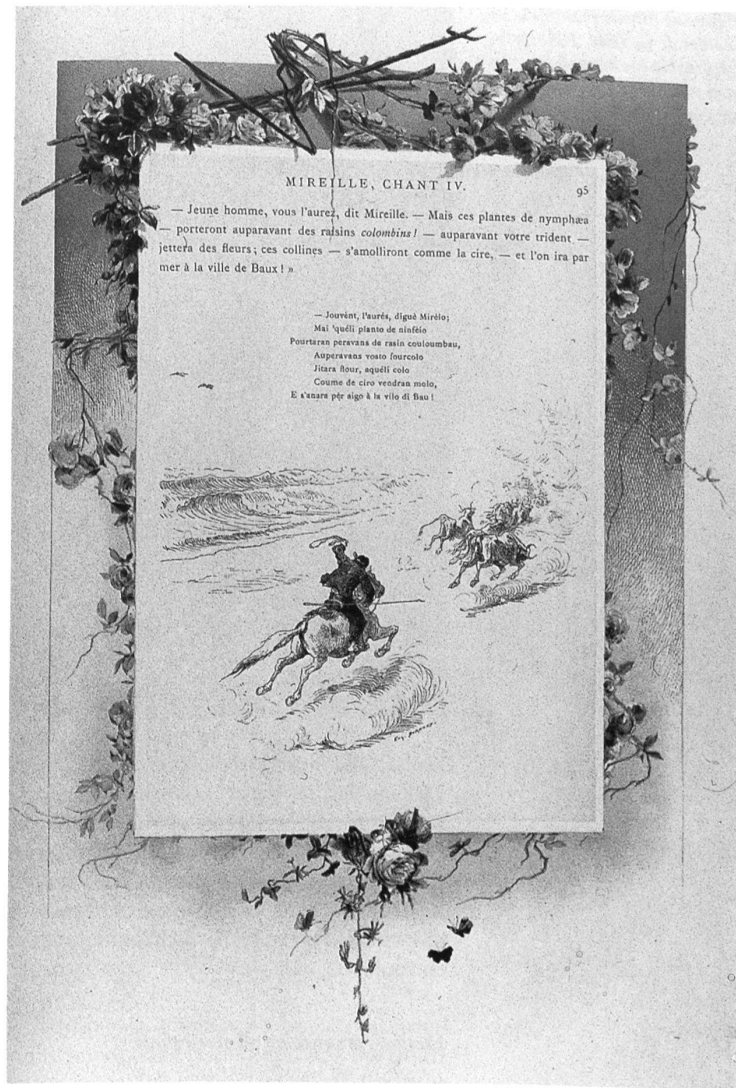 MIREILLE, CHANT IV. 95
— Jeune homme, vous l'aurez, dit Mireille. — Mais ces plantes de nymphæa
— porteront auparavant des raisins colombins! — auparavant votre trident —
jettera des fleurs; ces collines — s'amolliront comme la cire, — et l'on ira par
mer à la ville de Baux! »
— Jouvènt, l'aurés, diguè Mirèio;
Mai 'quéli planto de ninfèio
Pourtaran peravans de rasin couloumbau,
Auperavans vosto fourcolo
Jitara flour, aquéli colo
Coume de ciro vendran molo,
E s'anara pèr aigo à la vilo di Bau!